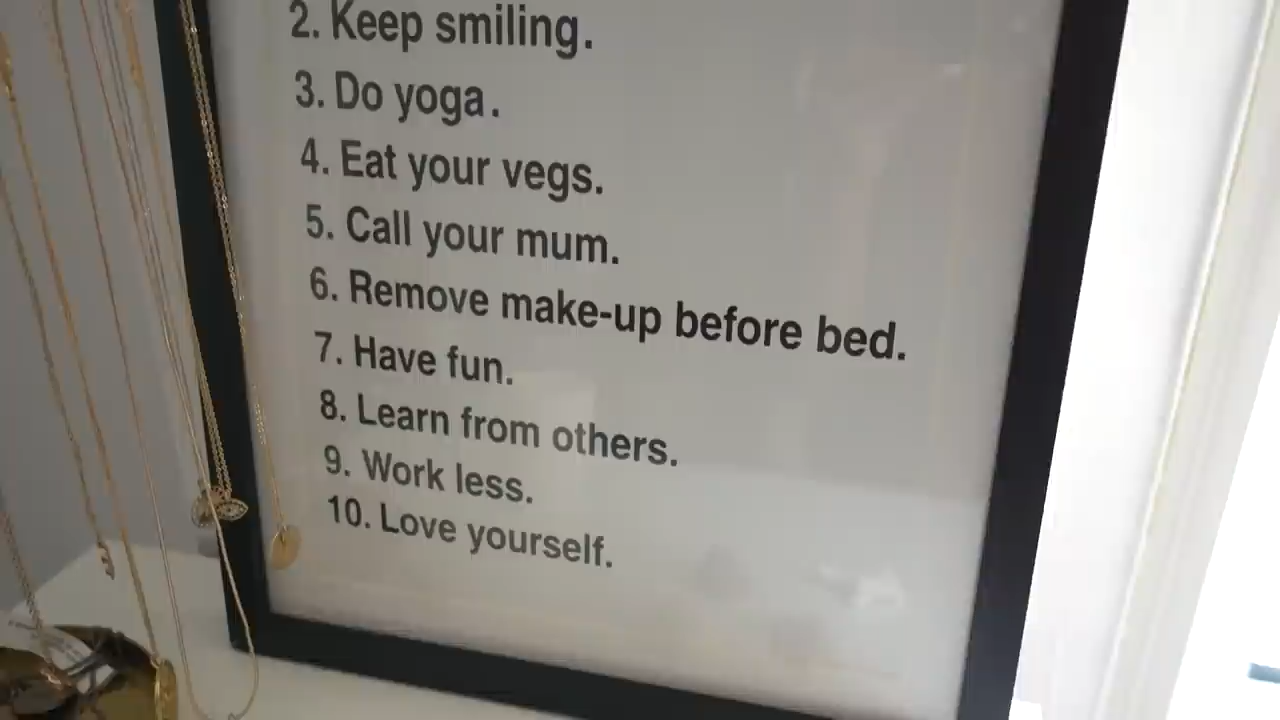 2. Keep smiling.
3. Do yoga.
4. Eat your vegs.
5. Call your mum.
6. Remove make-up before bed.
7. Have fun.
8. Learn from others.
9. Work less.
10. Love yourself.